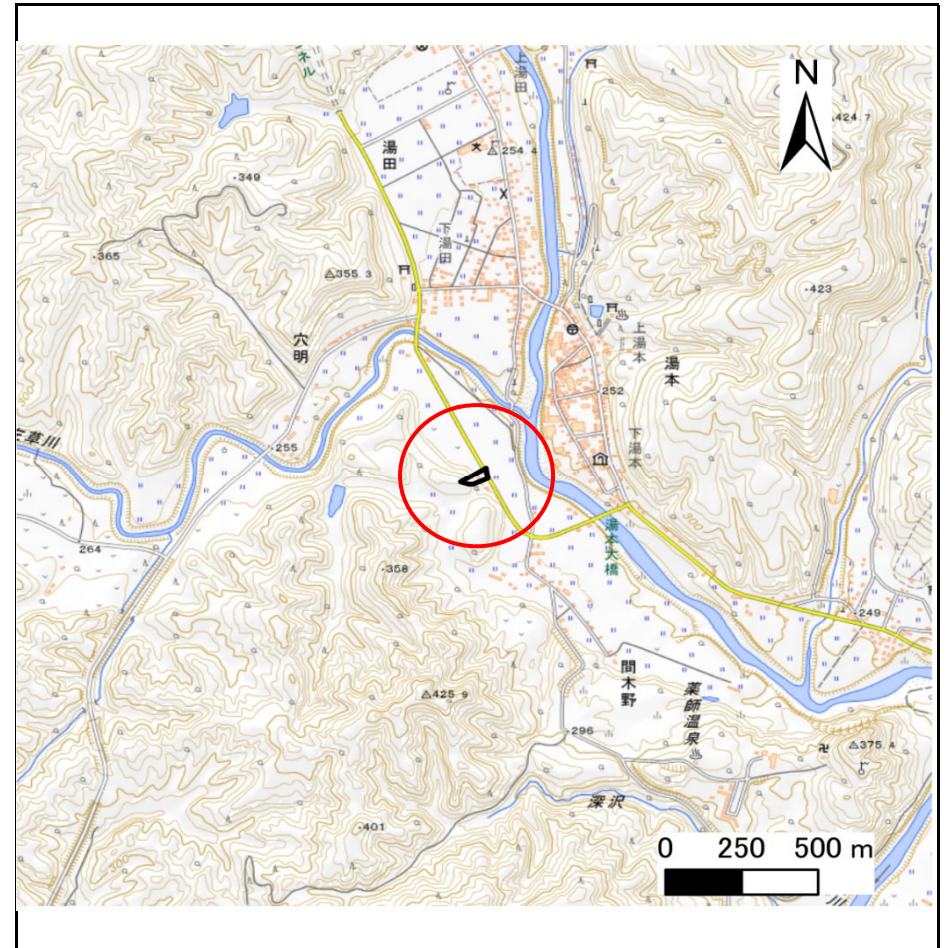 ンネル
上湯田
N
424.7
湯田
254.4
X
349
下湯田
365
355.3
423
穴明
上湯本
湯本
252
下湯本
255
草川
湯本大橋
264
358
249
間木野
425.9
薬師温泉
296
375.4
深沢
401
0 250 500 m